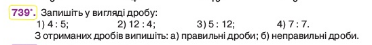 739°. Запишіть у вигляді дробу:
1) 4 : 5; 2) 12 : 4; 3) 5 : 12; 4) 7 : 7.
З отриманих дробів випишіть: а) правильні дроби; б) неправильні дроби.